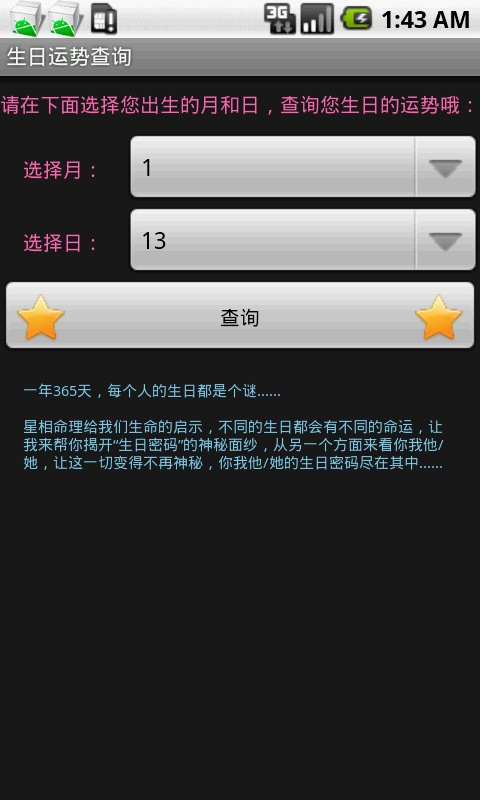 3G 1:43 AM
生日运势查询
请在下面选择您出生的月和日，查询您生日的运势哦：
选择月： 1
选择日： 13
查询
一年365天，每个人的生日都是个谜......
星相命理给我们生命的启示，不同的生日都会有不同的命运，让
我来帮你揭开“生日密码”的神秘面纱，从另一个方面来看你我他/
她，让这一切变得不再神秘，你我他/她的生日密码尽在其中......